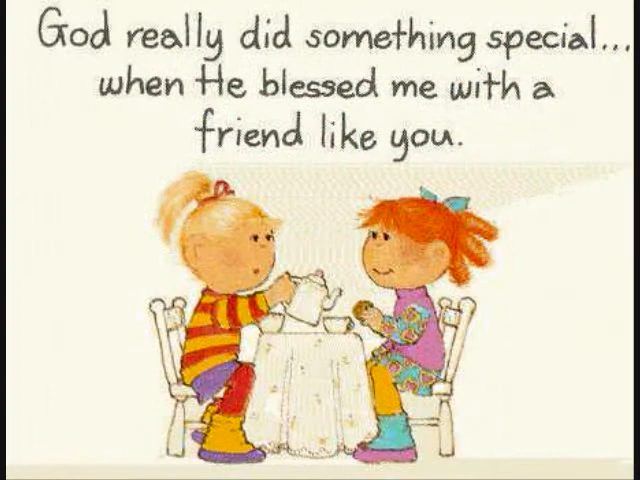 God really did something special...
when He blessed me with a
friend like you.